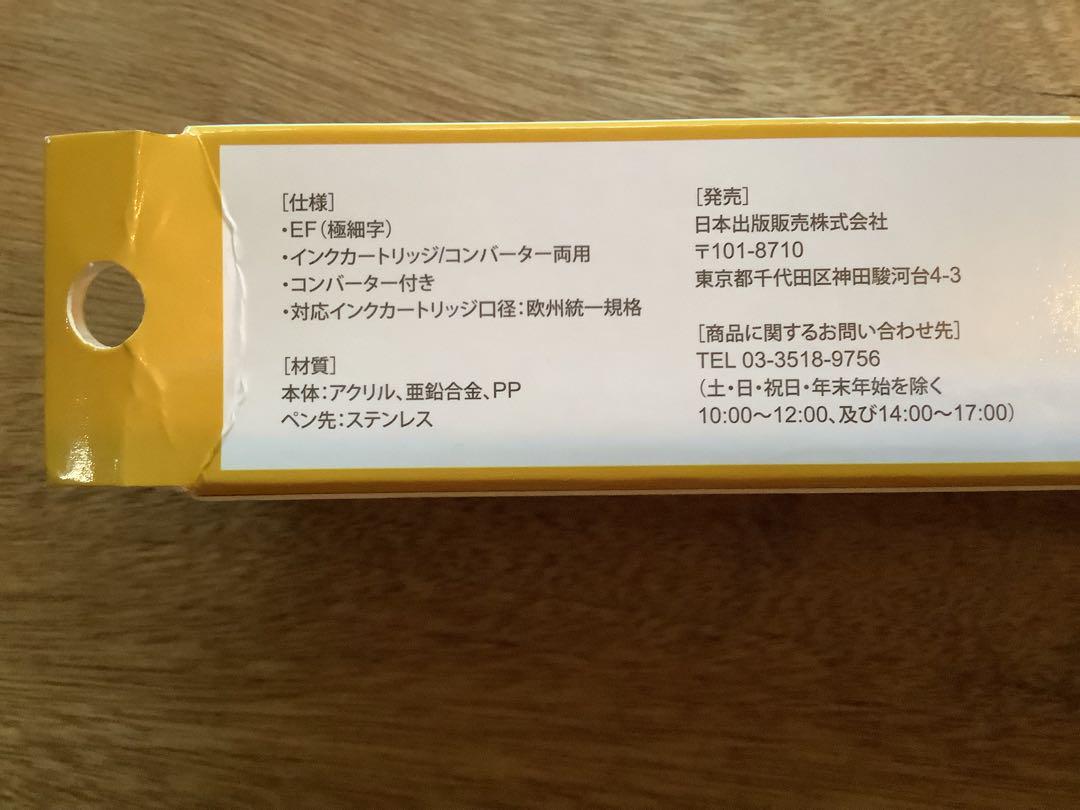 ［仕様］
・EF（極細字）
・インクカートリッジ/コンバーター両用
・コンバーター付き
・対応インクカートリッジ口径：欧州統一規格
［材質］
本体：アクリル、亜鉛合金、PP
ペン先：ステンレス
［発売］
日本出版販売株式会社
〒101-8710
東京都千代田区神田駿河台4-3
［商品に関するお問い合わせ先］
TEL 03-3518-9756
（土・日・祝日・年末年始を除く
10:00～12:00、及び14:00～17:00）